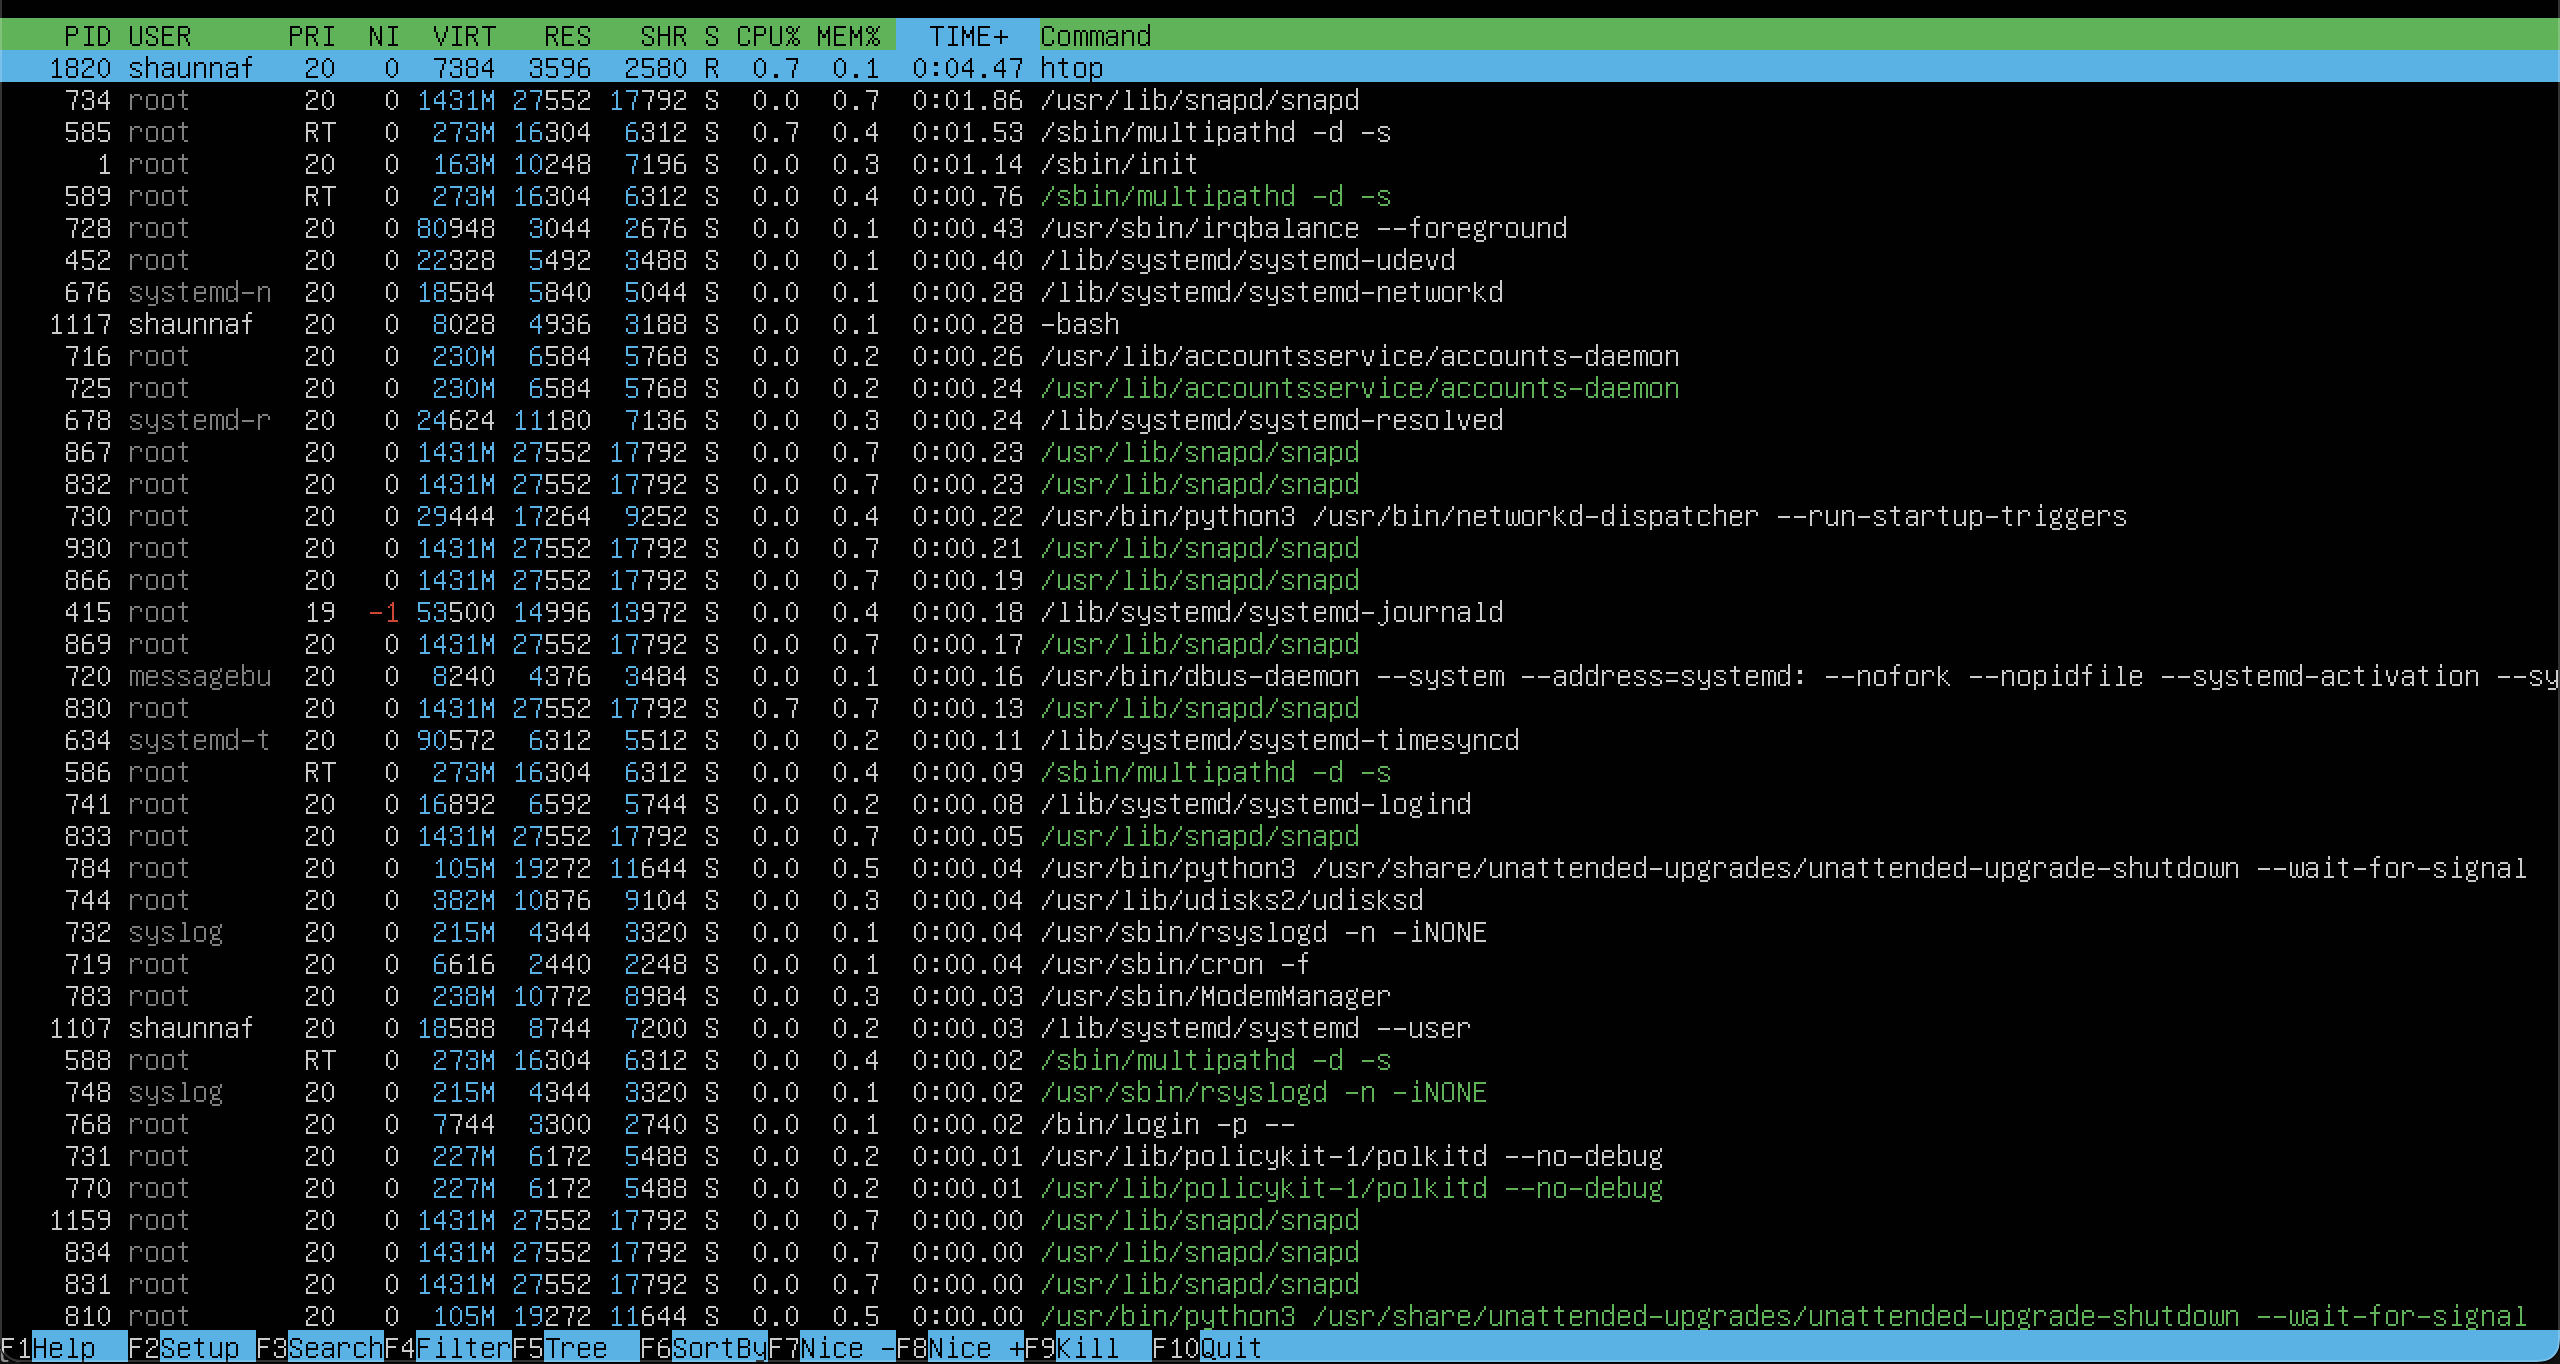 PID USER PRI NI VIRT RES SHR S CPU% MEM% TIME+ Command
1820 shaunnaf 20 0 7384 3596 2580 R 0.7 0.1 0:04.47 htop
734 root 20 0 1431M 27552 17792 S 0.0 0.7 0:01.86 /usr/lib/snapd/snapd
585 root RT 0 273M 16304 6312 S 0.7 0.4 0:01.53 /sbin/multipathd -d -s
1 root 20 0 163M 10248 7196 S 0.0 0.3 0:01.14 /sbin/init
589 root RT 0 273M 16304 6312 S 0.0 0.4 0:00.76 /sbin/multipathd -d -s
728 root 20 0 80948 3044 2676 S 0.0 0.1 0:00.43 /usr/sbin/irqbalance --foreground
452 root 20 0 22328 5492 3488 S 0.0 0.1 0:00.40 /lib/systemd/systemd-udevd
676 systemd-n 20 0 18584 5840 5044 S 0.0 0.1 0:00.28 /lib/systemd/systemd-networkd
1117 shaunnaf 20 0 8028 4936 3188 S 0.0 0.1 0:00.28 -bash
716 root 20 0 230M 6584 5768 S 0.0 0.2 0:00.26 /usr/lib/accountsservice/accounts-daemon
725 root 20 0 230M 6584 5768 S 0.0 0.2 0:00.24 /usr/lib/accountsservice/accounts-daemon
678 systemd-r 20 0 24624 11180 7136 S 0.0 0.3 0:00.24 /lib/systemd/systemd-resolved
867 root 20 0 1431M 27552 17792 S 0.0 0.7 0:00.23 /usr/lib/snapd/snapd
832 root 20 0 1431M 27552 17792 S 0.0 0.7 0:00.23 /usr/lib/snapd/snapd
730 root 20 0 29444 17264 9252 S 0.0 0.4 0:00.22 /usr/bin/python3 /usr/bin/networkd-dispatcher --run-startup-triggers
930 root 20 0 1431M 27552 17792 S 0.0 0.7 0:00.21 /usr/lib/snapd/snapd
866 root 20 0 1431M 27552 17792 S 0.0 0.7 0:00.19 /usr/lib/snapd/snapd
415 root 19 -1 53500 14996 13972 S 0.0 0.4 0:00.18 /lib/systemd/systemd-journald
869 root 20 0 1431M 27552 17792 S 0.0 0.7 0:00.17 /usr/lib/snapd/snapd
720 messagebu 20 0 8240 4376 3484 S 0.0 0.1 0:00.16 /usr/bin/dbus-daemon --system --address=systemd: --nofork --nopidfile --systemd-activation --sy
830 root 20 0 1431M 27552 17792 S 0.7 0.7 0:00.13 /usr/lib/snapd/snapd
634 systemd-t 20 0 90572 6312 5512 S 0.0 0.2 0:00.11 /lib/systemd/systemd-timesyncd
586 root RT 0 273M 16304 6312 S 0.0 0.4 0:00.09 /sbin/multipathd -d -s
741 root 20 0 16892 6592 5744 S 0.0 0.2 0:00.08 /lib/systemd/systemd-logind
833 root 20 0 1431M 27552 17792 S 0.0 0.7 0:00.05 /usr/lib/snapd/snapd
784 root 20 0 105M 19272 11644 S 0.0 0.5 0:00.04 /usr/bin/python3 /usr/share/unattended-upgrades/unattended-upgrade-shutdown --wait-for-signal
744 root 20 0 382M 10876 9104 S 0.0 0.3 0:00.04 /usr/lib/udisks2/udisksd
732 syslog 20 0 215M 4344 3320 S 0.0 0.1 0:00.04 /usr/sbin/rsyslogd -n -iNONE
719 root 20 0 6616 2440 2248 S 0.0 0.1 0:00.04 /usr/sbin/cron -f
783 root 20 0 238M 10772 8984 S 0.0 0.3 0:00.03 /usr/sbin/ModemManager
1107 shaunnaf 20 0 18588 8744 7200 S 0.0 0.2 0:00.03 /lib/systemd/systemd --user
588 root RT 0 273M 16304 6312 S 0.0 0.4 0:00.02 /sbin/multipathd -d -s
748 syslog 20 0 215M 4344 3320 S 0.0 0.1 0:00.02 /usr/sbin/rsyslogd -n -iNONE
768 root 20 0 7744 3300 2740 S 0.0 0.1 0:00.02 /bin/login -p --
731 root 20 0 227M 6172 5488 S 0.0 0.2 0:00.01 /usr/lib/policykit-1/polkitd --no-debug
770 root 20 0 227M 6172 5488 S 0.0 0.2 0:00.01 /usr/lib/policykit-1/polkitd --no-debug
1159 root 20 0 1431M 27552 17792 S 0.0 0.7 0:00.00 /usr/lib/snapd/snapd
834 root 20 0 1431M 27552 17792 S 0.0 0.7 0:00.00 /usr/lib/snapd/snapd
831 root 20 0 1431M 27552 17792 S 0.0 0.7 0:00.00 /usr/lib/snapd/snapd
810 root 20 0 105M 19272 11644 S 0.0 0.5 0:00.00 /usr/bin/python3 /usr/share/unattended-upgrades/unattended-upgrade-shutdown --wait-for-signal
F1Help F2Setup F3SearchF4FilterF5Tree F6SortByF7Nice -F8Nice +F9Kill F10Quit